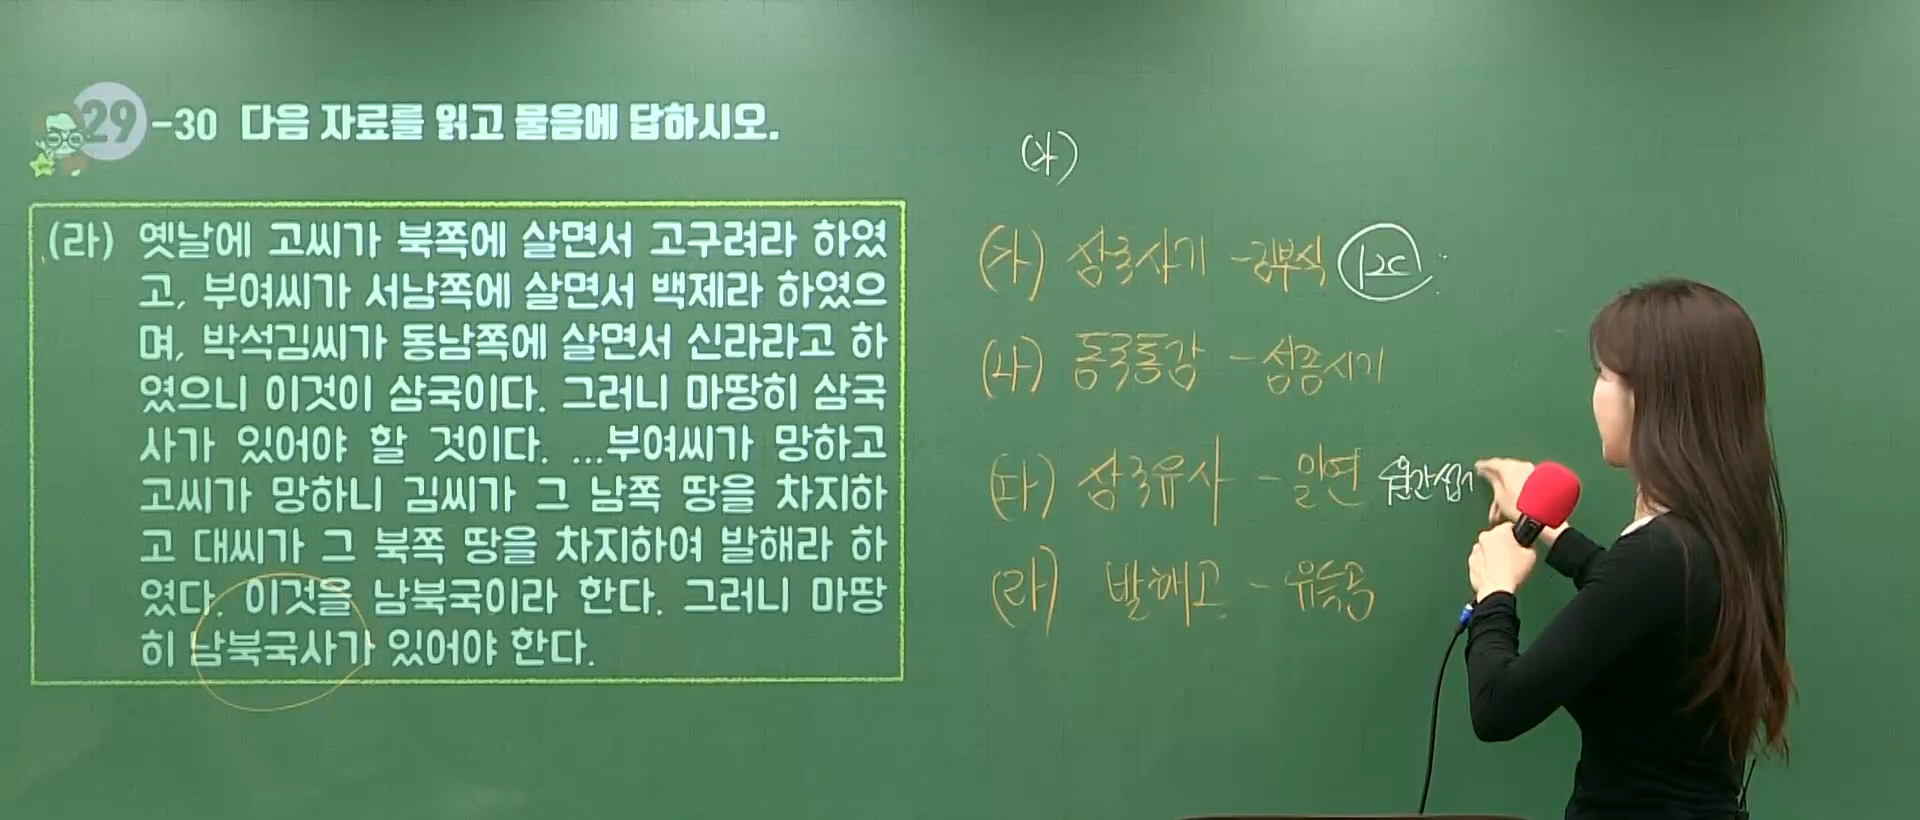 29-30 다음 자료를 읽고 물음에 답하시오.
(라) 옛날에 고씨가 북쪽에 살면서 고구려라 하였
고, 부여씨가 서남쪽에 살면서 백제라 하였으
며, 박석김씨가 동남쪽에 살면서 신라라고 하
였으니 이것이 삼국이다. 그러니 마땅히 삼국
사가 있어야 할 것이다. ...부여씨가 망하고
고씨가 망하니 김씨가 그 남쪽 땅을 차지하
고 대씨가 그 북쪽 땅을 차지하여 발해라 하
였다. 이것을 남북국이라 한다. 그러니 마땅
히 남북국사가 있어야 한다.
(가) 삼국사기 - 김부식 12C
(나) 동국통감 - 성종시기
(다) 삼국유사 - 일연
(라) 발해고 - 유득공